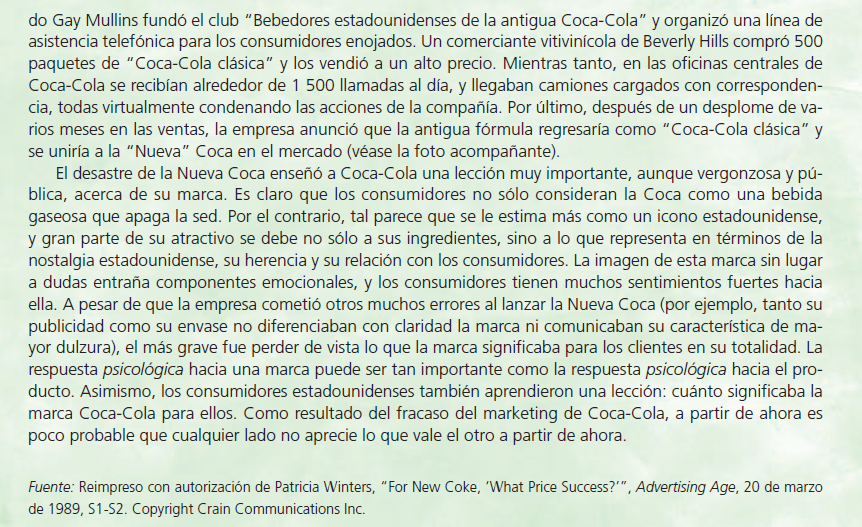 do Gay Mullins fundó el club “Bebedores estadounidenses de la antigua Coca-Cola” y organizó una línea de
asistencia telefónica para los consumidores enojados. Un comerciante vitivinícola de Beverly Hills compró 500
paquetes de “Coca-Cola clásica” y los vendió a un alto precio. Mientras tanto, en las oficinas centrales de
Coca-Cola se recibían alrededor de 1 500 llamadas al día, y llegaban camiones cargados con corresponden-
cia, todas virtualmente condenando las acciones de la compañía. Por último, después de un desplome de va-
rios meses en las ventas, la empresa anunció que la antigua fórmula regresaría como “Coca-Cola clásica” y
se uniría a la “Nueva” Coca en el mercado (véase la foto acompañante).
El desastre de la Nueva Coca enseñó a Coca-Cola una lección muy importante, aunque vergonzosa y pú-
blica, acerca de su marca. Es claro que los consumidores no sólo consideran la Coca como una bebida
gaseosa que apaga la sed. Por el contrario, tal parece que se le estima más como un icono estadounidense,
y gran parte de su atractivo se debe no sólo a sus ingredientes, sino a lo que representa en términos de la
nostalgia estadounidense, su herencia y su relación con los consumidores. La imagen de esta marca sin lugar
a dudas entraña componentes emocionales, y los consumidores tienen muchos sentimientos fuertes hacia
ella. A pesar de que la empresa cometió otros muchos errores al lanzar la Nueva Coca (por ejemplo, tanto su
publicidad como su envase no diferenciaban con claridad la marca ni comunicaban su característica de ma-
yor dulzura), el más grave fue perder de vista lo que la marca significaba para los clientes en su totalidad. La
respuesta psicológica hacia una marca puede ser tan importante como la respuesta psicológica hacia el pro-
ducto. Asimismo, los consumidores estadounidenses también aprendieron una lección: cuánto significaba la
marca Coca-Cola para ellos. Como resultado del fracaso del marketing de Coca-Cola, a partir de ahora es
poco probable que cualquier lado no aprecie lo que vale el otro a partir de ahora.
Fuente: Reimpreso con autorización de Patricia Winters, “For New Coke, ‘What Price Success?’”, Advertising Age, 20 de marzo
de 1989, S1-S2. Copyright Crain Communications Inc.